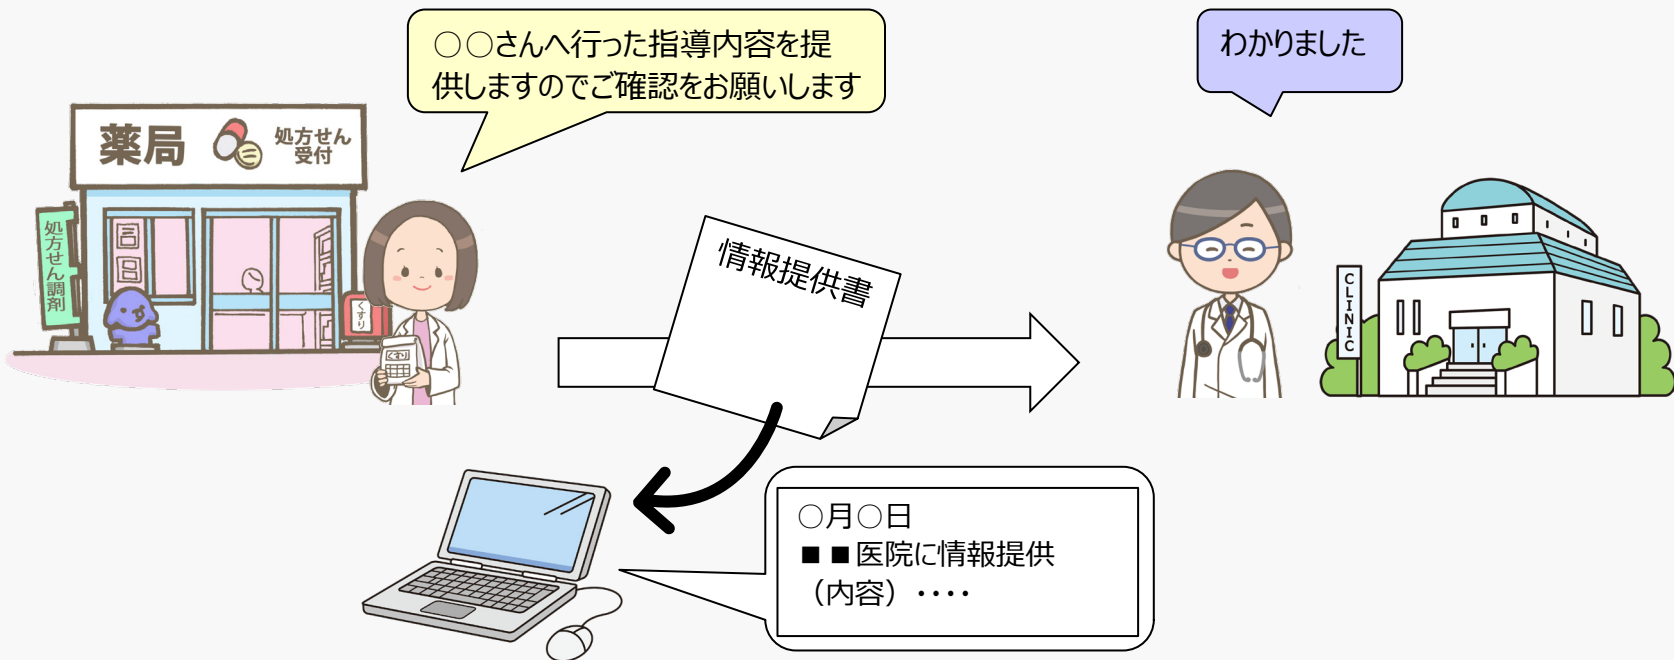 ○○さんへ行った指導内容を提
供しますのでご確認をお願いします
わかりました
薬局
処方せん
受付
処方せん調剤
くすり
くすり
情報提供書
CLINIC
○月○日
■■医院に情報提供
（内容）・・・・